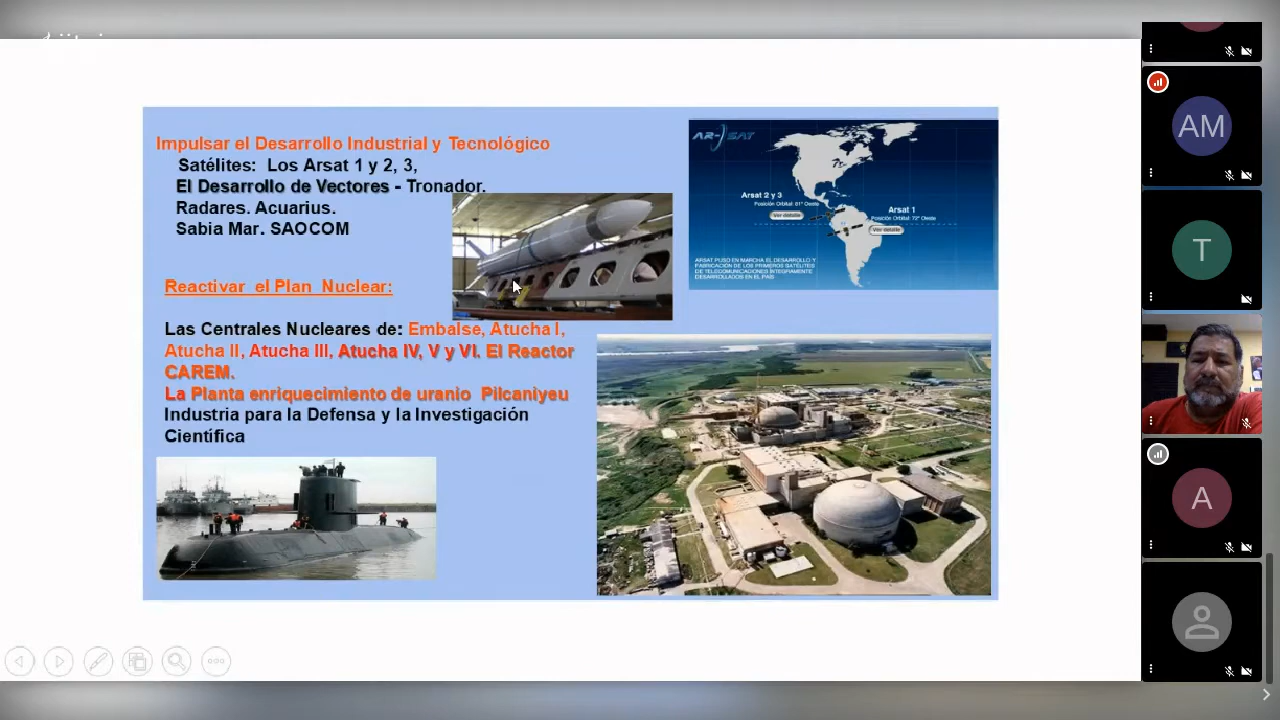 Impulsar el Desarrollo Industrial y Tecnológico
Satélites: Los Arsat 1 y 2, 3,
El Desarrollo de Vectores - Tronador.
Radares. Acuarius.
Sabia Mar. SAOCOM
Reactivar el Plan Nuclear:
Las Centrales Nucleares de: Embalse, Atucha I,
Atucha II, Atucha III, Atucha IV, V y VI. El Reactor
CAREM.
La Planta enriquecimiento de uranio Pilcaniyeu
Industria para la Defensa y la Investigación
Científica
AR-SAT
Arsat 2 y 3
Posición Orbital: 81° Oeste
Ver detalle
Arsat 1
Posición Orbital: 72° Oeste
Ver detalle
ARSAT PUSO EN MARCHA EL DESARROLLO Y
FABRICACIÓN DE LOS PRIMEROS SATÉLITES
DE TELECOMUNICACIONES ÍNTEGRAMENTE
DESARROLLADOS EN EL PAÍS
AM
T
A